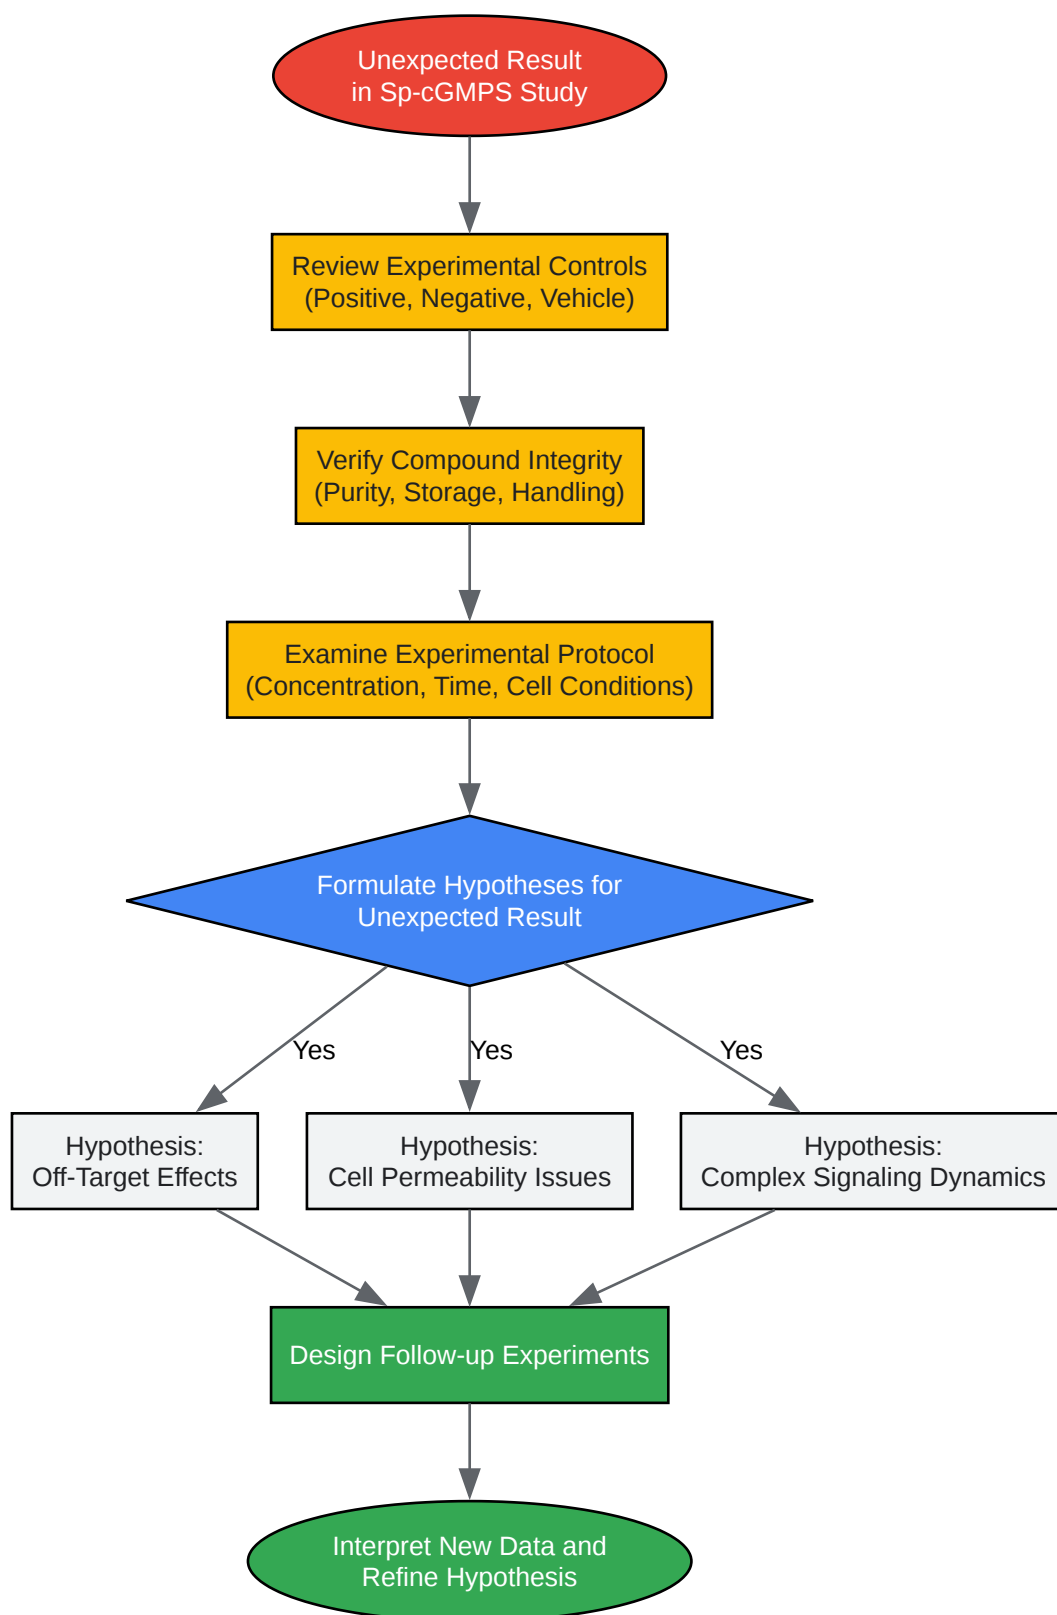 Unexpected Result
in Sp-cGMPS Study
Review Experimental Controls
(Positive, Negative, Vehicle)
Verify Compound Integrity
(Purity, Storage, Handling)
Examine Experimental Protocol
(Concentration, Time, Cell Conditions)
Formulate Hypotheses for
Unexpected Result
Yes
Yes
Yes
Hypothesis:
Off-Target Effects
Hypothesis:
Cell Permeability Issues
Hypothesis:
Complex Signaling Dynamics
Design Follow-up Experiments
Interpret New Data and
Refine Hypothesis